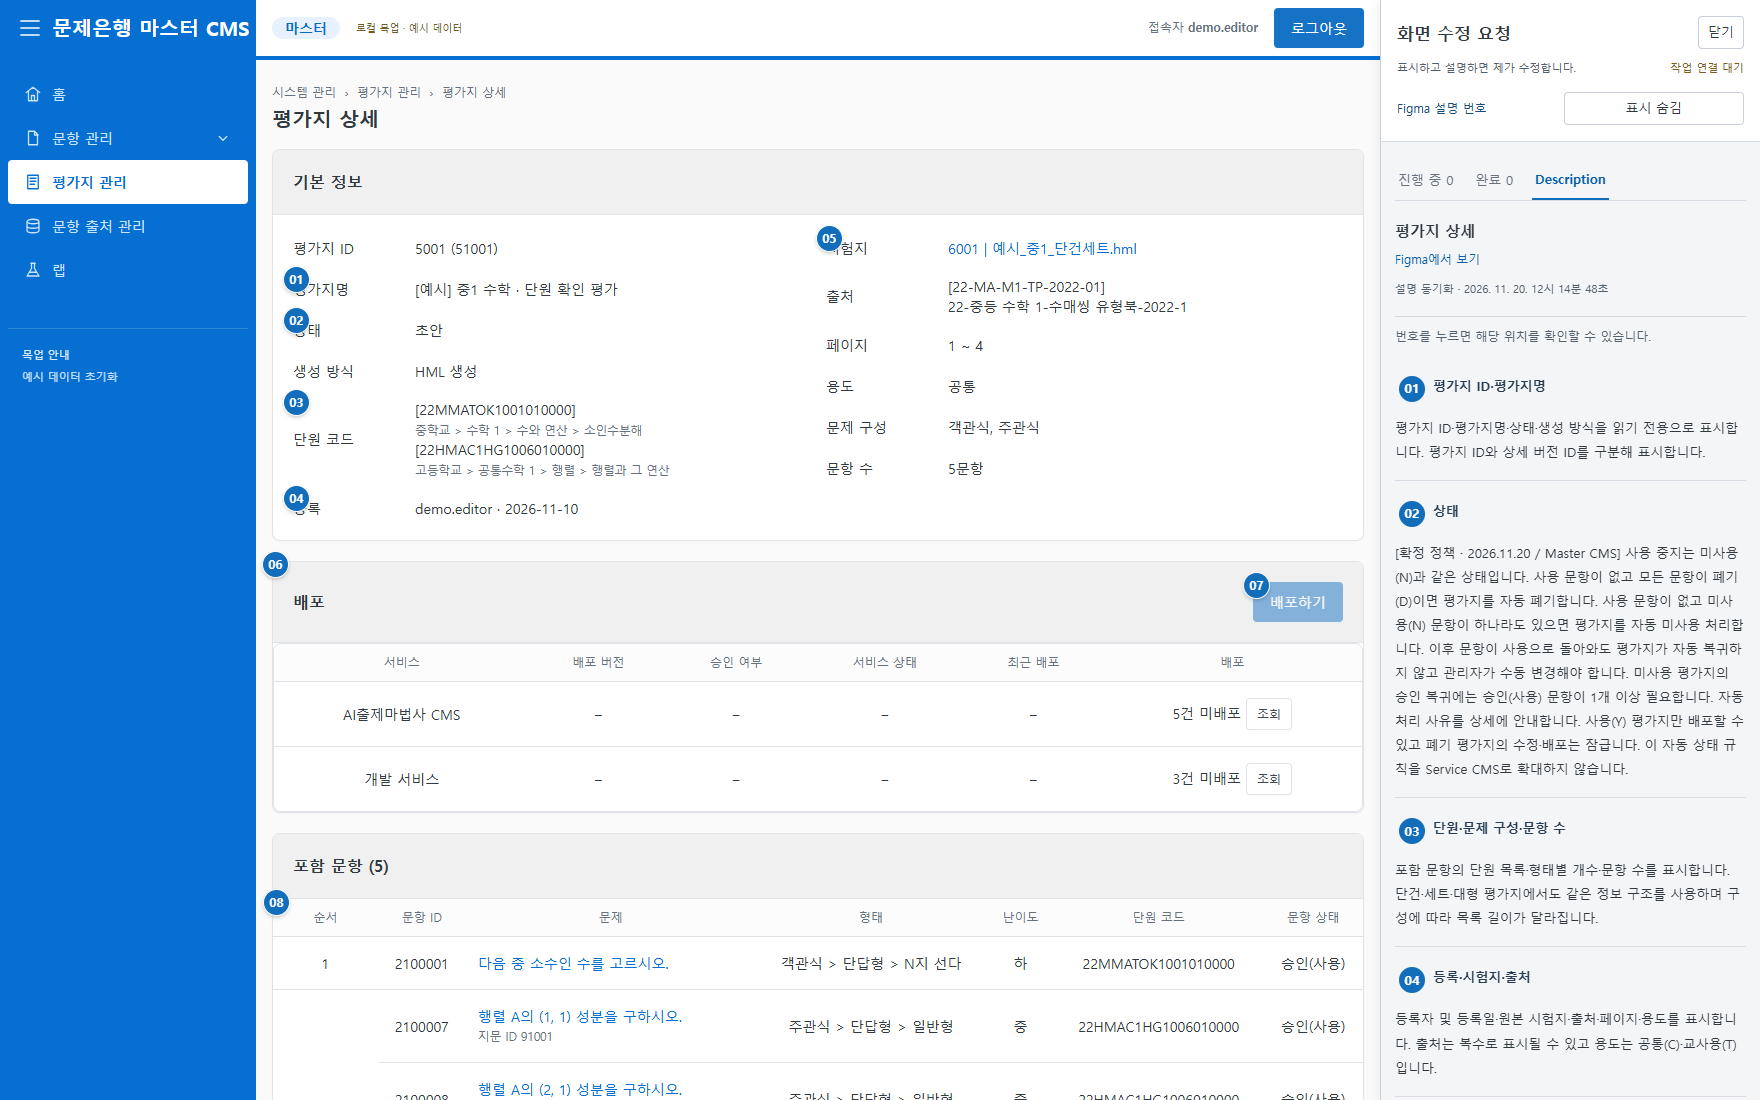 문제은행 마스터 CMS
홈
문항 관리
평가지 관리
문항 출처 관리
랩
목업 안내
예시 데이터 초기화
마스터
로컬 목업 · 예시 데이터
접속자 demo.editor
로그아웃
시스템 관리 › 평가지 관리 › 평가지 상세
평가지 상세
기본 정보
평가지 ID 5001 (51001)
01
가지명 [예시] 중1 수학 · 단원 확인 평가
02
태 초안
생성 방식 HML 생성
03
단원 코드
[22MMATOK1001010000]
중학교 > 수학 1 > 수와 연산 > 소인수분해
[22HMAC1HG1006010000]
고등학교 > 공통수학 1 > 행렬 > 행렬과 그 연산
04
록 demo.editor · 2026-11-10
05
험지 6001 | 예시_중1_단건세트.hml
출처
[22-MA-M1-TP-2022-01]
22-중등 수학 1-수매씽 유형북-2022-1
페이지 1 ~ 4
용도 공통
문제 구성 객관식, 주관식
문항 수 5문항
06
배포
07
배포하기
서비스 배포 버전 승인 여부 서비스 상태 최근 배포 배포
AI출제마법사 CMS – – – – 5건 미배포 조회
개발 서비스 – – – – 3건 미배포 조회
포함 문항 (5)
08
순서 문항 ID 문제 형태 난이도 단원 코드 문항 상태
1 2100001 다음 중 소수인 수를 고르시오. 객관식 > 단답형 > N지 선다 하 22MMATOK1001010000 승인(사용)
2100007 행렬 A의 (1, 1) 성분을 구하시오. 주관식 > 단답형 > 일반형 중 22HMAC1HG1006010000 승인(사용)
지문 ID 91001
2100008 행렬 A의 (2, 1) 성분을 구하시오. 주관식 > 단답형 > 일반형 중 22HMAC1HG1006010000 승인(사용)
화면 수정 요청
닫기
표시하고 설명하면 제가 수정합니다.
작업 연결 대기
Figma 설명 번호
표시 숨김
진행 중 0 완료 0 Description
평가지 상세
Figma에서 보기
설명 동기화 · 2026. 11. 20. 12시 14분 48초
번호를 누르면 해당 위치를 확인할 수 있습니다.
01 평가지 ID·평가지명
평가지 ID·평가지명·상태·생성 방식을 읽기 전용으로 표시합
니다. 평가지 ID와 상세 버전 ID를 구분해 표시합니다.
02 상태
[확정 정책 · 2026.11.20 / Master CMS] 사용 중지는 미사용
(N)과 같은 상태입니다. 사용 문항이 없고 모든 문항이 폐기
(D)이면 평가지를 자동 폐기합니다. 사용 문항이 없고 미사
용(N) 문항이 하나라도 있으면 평가지를 자동 미사용 처리합
니다. 이후 문항이 사용으로 돌아와도 평가지가 자동 복귀하
지 않고 관리자가 수동 변경해야 합니다. 미사용 평가지의
승인 복귀에는 승인(사용) 문항이 1개 이상 필요합니다. 자동
처리 사유를 상세에 안내합니다. 사용(Y) 평가지만 배포할 수
있고 폐기 평가지의 수정·배포는 잠급니다. 이 자동 상태 규
칙을 Service CMS로 확대하지 않습니다.
03 단원·문제 구성·문항 수
포함 문항의 단원 목록·형태별 개수·문항 수를 표시합니다.
단건·세트·대형 평가지에서도 같은 정보 구조를 사용하며 구
성에 따라 목록 길이가 달라집니다.
04 등록·시험지·출처
등록자 및 등록일·원본 시험지·출처·페이지·용도를 표시합니
다. 출처는 복수로 표시될 수 있고 용도는 공통(C)·교사용(T)
입니다.